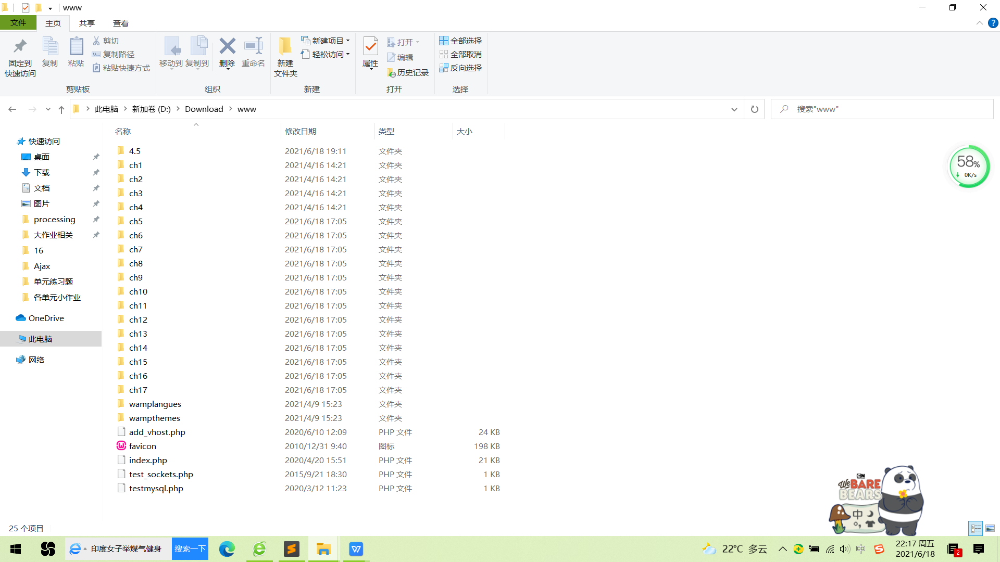 www
文件 主页 共享 查看
固定到
快速访问
复制
粘贴
剪切
复制路径
粘贴快捷方式
剪贴板
移动到
复制到
删除
重命名
组织
新建
文件夹
新建项目
轻松访问
新建
属性
打开
编辑
历史记录
打开
全部选择
全部取消
反向选择
选择
此电脑 新加卷 (D:) Download www
搜索"www"
快速访问
桌面
下载
文档
图片
processing
大作业相关
16
Ajax
单元练习题
各单元小作业
OneDrive
此电脑
网络
名称 修改日期 类型 大小
4.5 2021/6/18 19:11 文件夹
ch1 2021/4/16 14:21 文件夹
ch2 2021/4/16 14:21 文件夹
ch3 2021/4/16 14:21 文件夹
ch4 2021/4/16 14:21 文件夹
ch5 2021/6/18 17:05 文件夹
ch6 2021/6/18 17:05 文件夹
ch7 2021/6/18 17:05 文件夹
ch8 2021/6/18 17:05 文件夹
ch9 2021/6/18 17:05 文件夹
ch10 2021/6/18 17:05 文件夹
ch11 2021/6/18 17:05 文件夹
ch12 2021/6/18 17:05 文件夹
ch13 2021/6/18 17:05 文件夹
ch14 2021/6/18 17:05 文件夹
ch15 2021/6/18 17:05 文件夹
ch16 2021/6/18 17:05 文件夹
ch17 2021/6/18 17:05 文件夹
wamplangues 2021/4/9 15:23 文件夹
wampthemes 2021/4/9 15:23 文件夹
add_vhost.php 2020/6/10 12:09 PHP 文件 24 KB
favicon 2010/12/31 9:40 图标 198 KB
index.php 2020/4/20 15:51 PHP 文件 21 KB
test_sockets.php 2015/9/21 18:30 PHP 文件 1 KB
testmysql.php 2020/3/12 11:23 PHP 文件 1 KB
58%
0K/s
CN
We BARE
BEARS
中
25 个项目
印度女子举煤气健身 搜索一下
22°C 多云
中
22:17 周五
2021/6/18
2